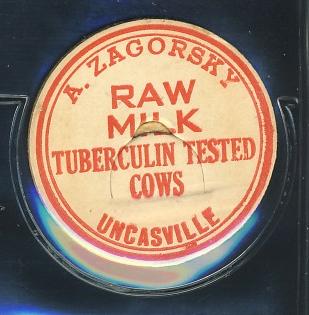 A. ZAGORSKY
RAW
MILK
TUBERCULIN TESTED
COWS
UNCASVILLE